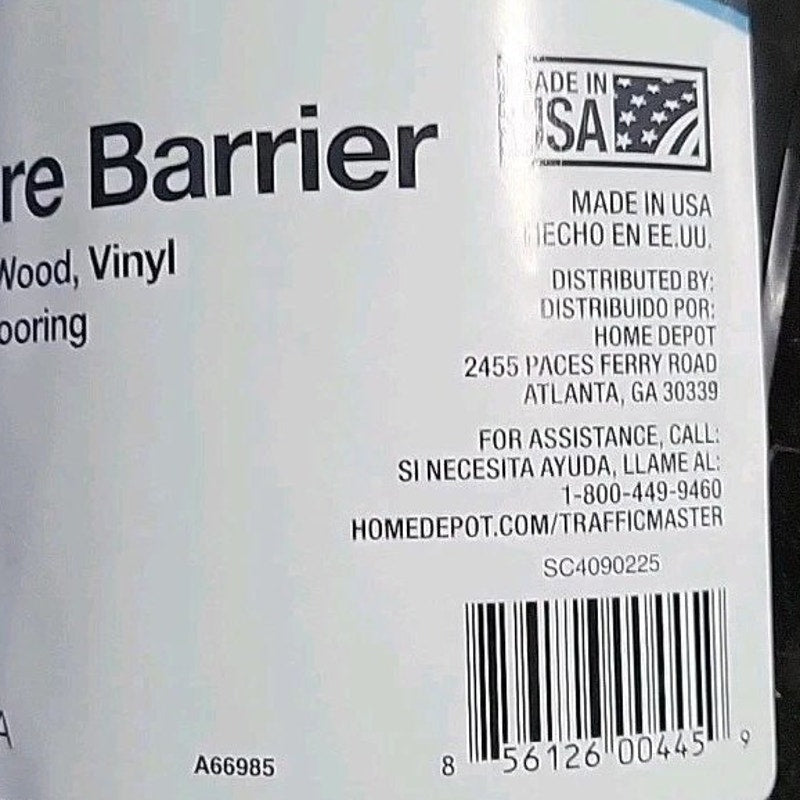 re Barrier
Wood, Vinyl
ooring
ADE IN
USA
MADE IN USA
HECHO EN EE.UU.
DISTRIBUTED BY:
DISTRIBUIDO POR:
HOME DEPOT
2455 PACES FERRY ROAD
ATLANTA, GA 30339
FOR ASSISTANCE, CALL:
SI NECESITA AYUDA, LLAME AL:
1-800-449-9460
HOMEDEPOT.COM/TRAFFICMASTER
SC4090225
A
A66985
8 56126 00445 9